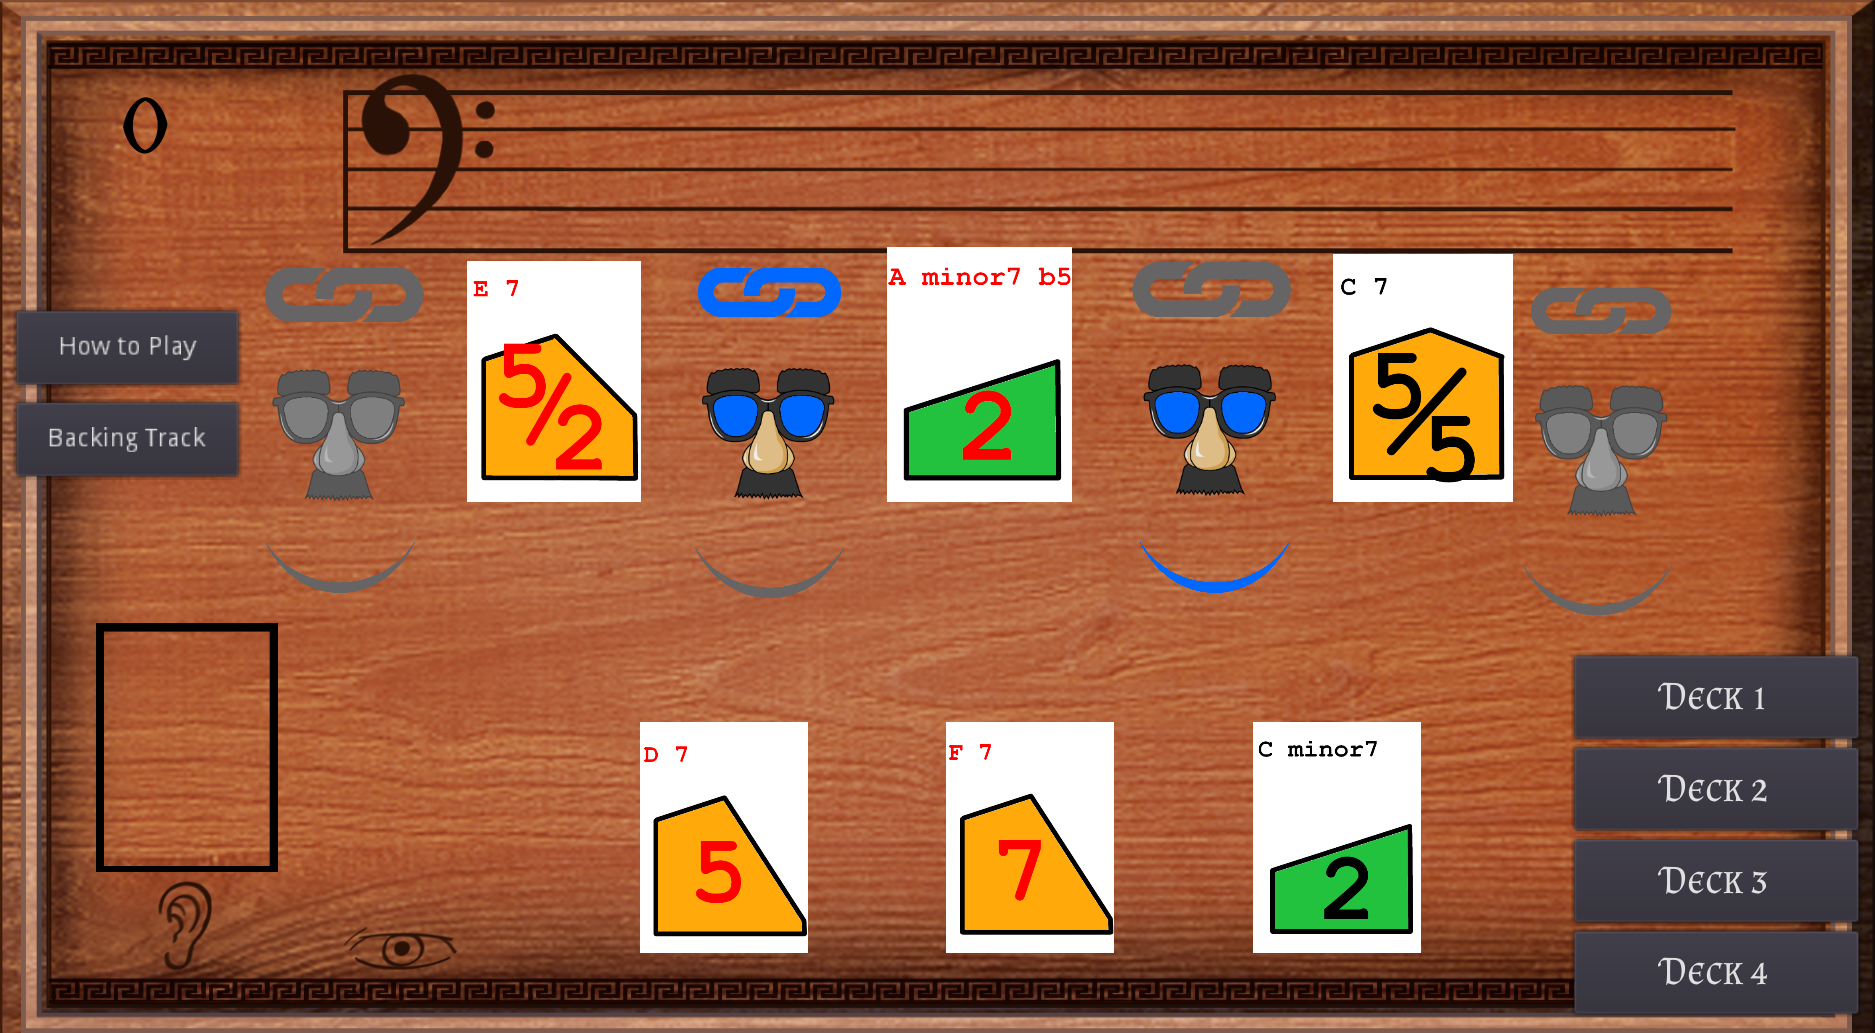 0
E 7
5/2
A minor7 b5
2
C 7
5/5
How to Play
Backing Track
D 7
5
F 7
7
C minor7
2
Deck 1
Deck 2
Deck 3
Deck 4